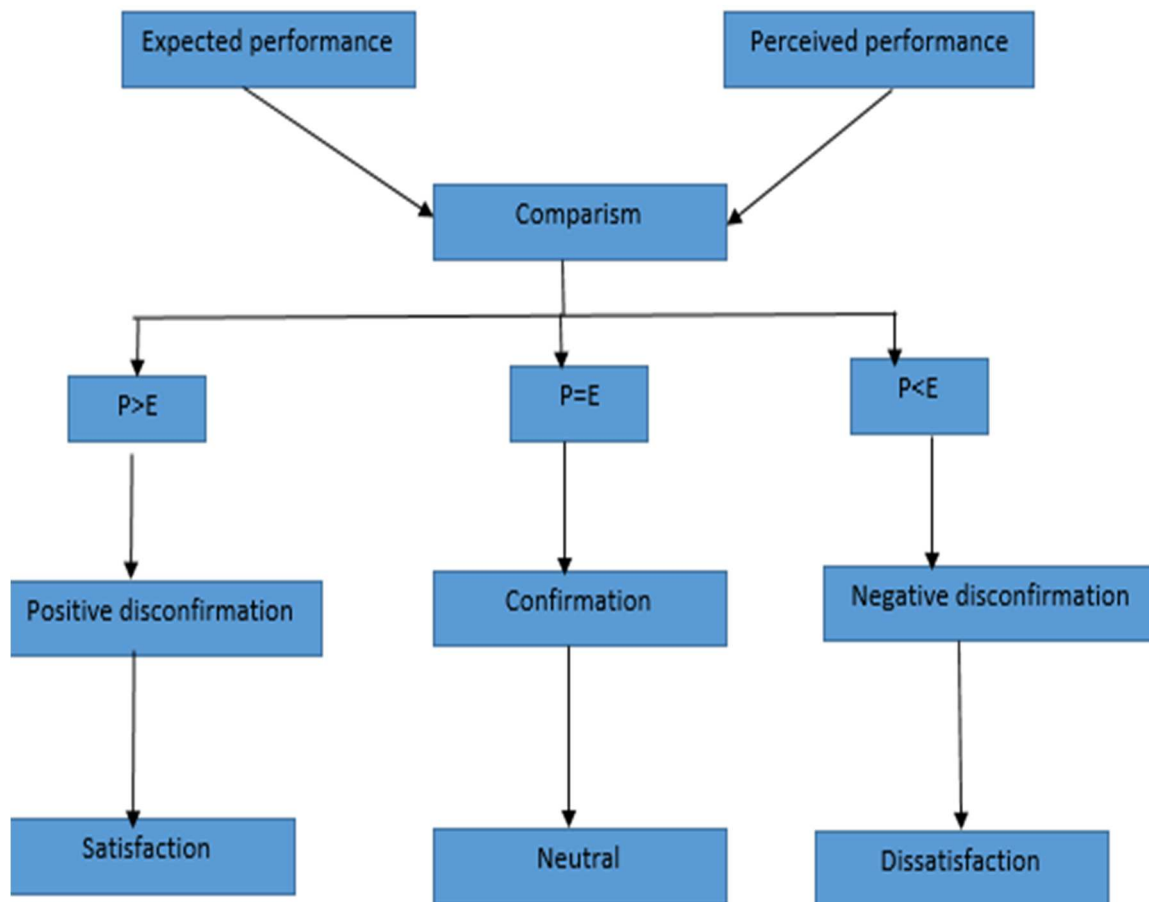 Expected performance
Perceived performance
Comparism
P>E
P=E
P<E
Positive disconfirmation
Confirmation
Negative disconfirmation
Satisfaction
Neutral
Dissatisfaction